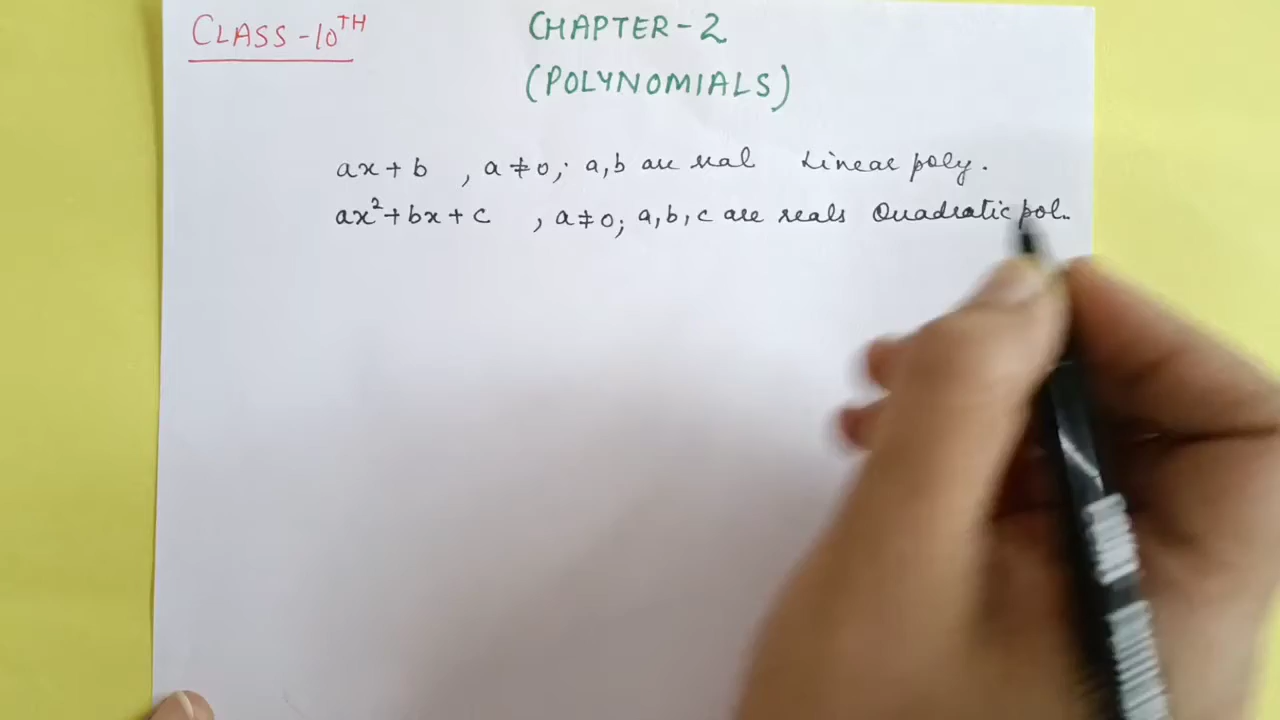 CLASS-10TH
CHAPTER-2
(POLYNOMIALS)
ax+b , a≠0; a,b are real Linear poly.
ax²+bx+c , a≠0; a,b,c are reals Quadratic pol..